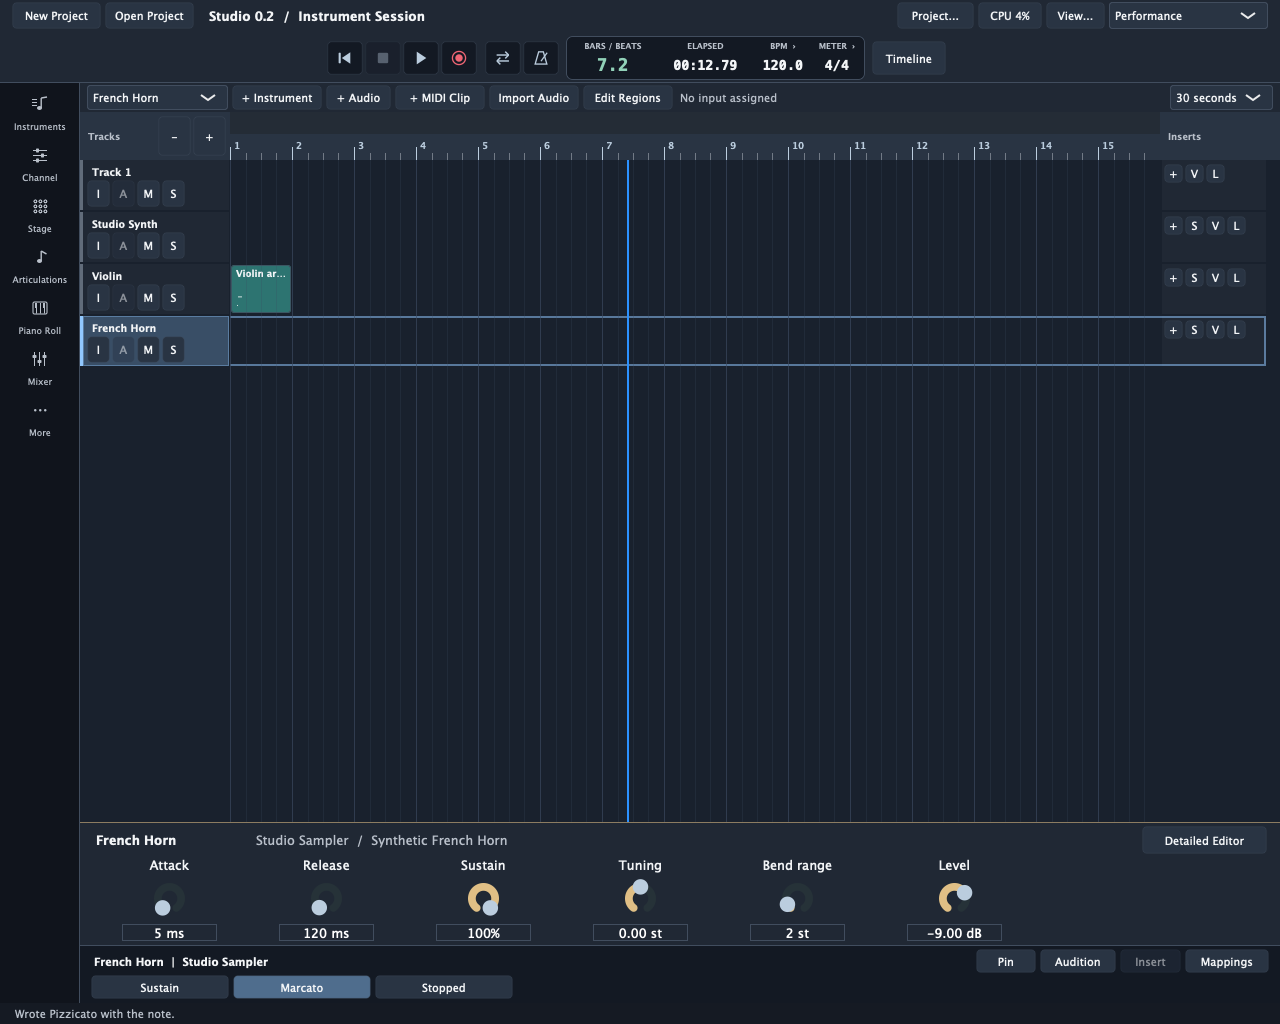 New Project
Open Project
Studio 0.2 / Instrument Session
Project...
CPU 4%
View...
Performance
BARS / BEATS
7.2
ELAPSED
00:12.79
BPM ›
120.0
METER ›
4/4
Timeline
Instruments
Channel
Stage
Articulations
Piano Roll
Mixer
More
French Horn
+ Instrument
+ Audio
+ MIDI Clip
Import Audio
Edit Regions
No input assigned
30 seconds
Tracks
-
+
1 2 3 4 5 6 7 8 9 10 11 12 13 14 15
Inserts
Track 1
I A M S
+ V L
Studio Synth
I A M S
+ S V L
Violin
I A M S
Violin ar...
+ S V L
French Horn
I A M S
+ S V L
French Horn
Studio Sampler / Synthetic French Horn
Detailed Editor
Attack
Release
Sustain
Tuning
Bend range
Level
5 ms
120 ms
100%
0.00 st
2 st
-9.00 dB
French Horn | Studio Sampler
Pin
Audition
Insert
Mappings
Sustain
Marcato
Stopped
Wrote Pizzicato with the note.